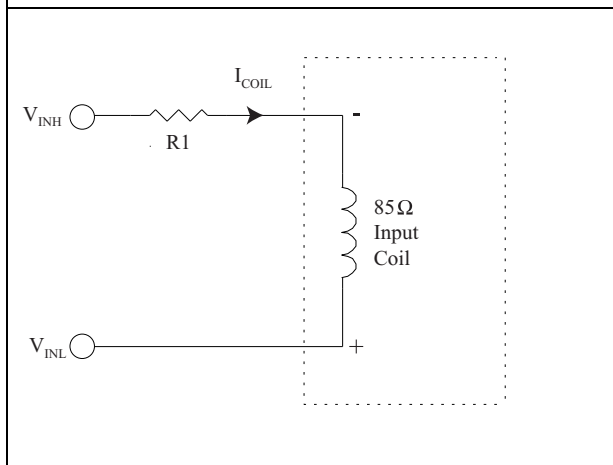 I_COIL
V_INH
-
R1
85Ω
Input
Coil
V_INL
+